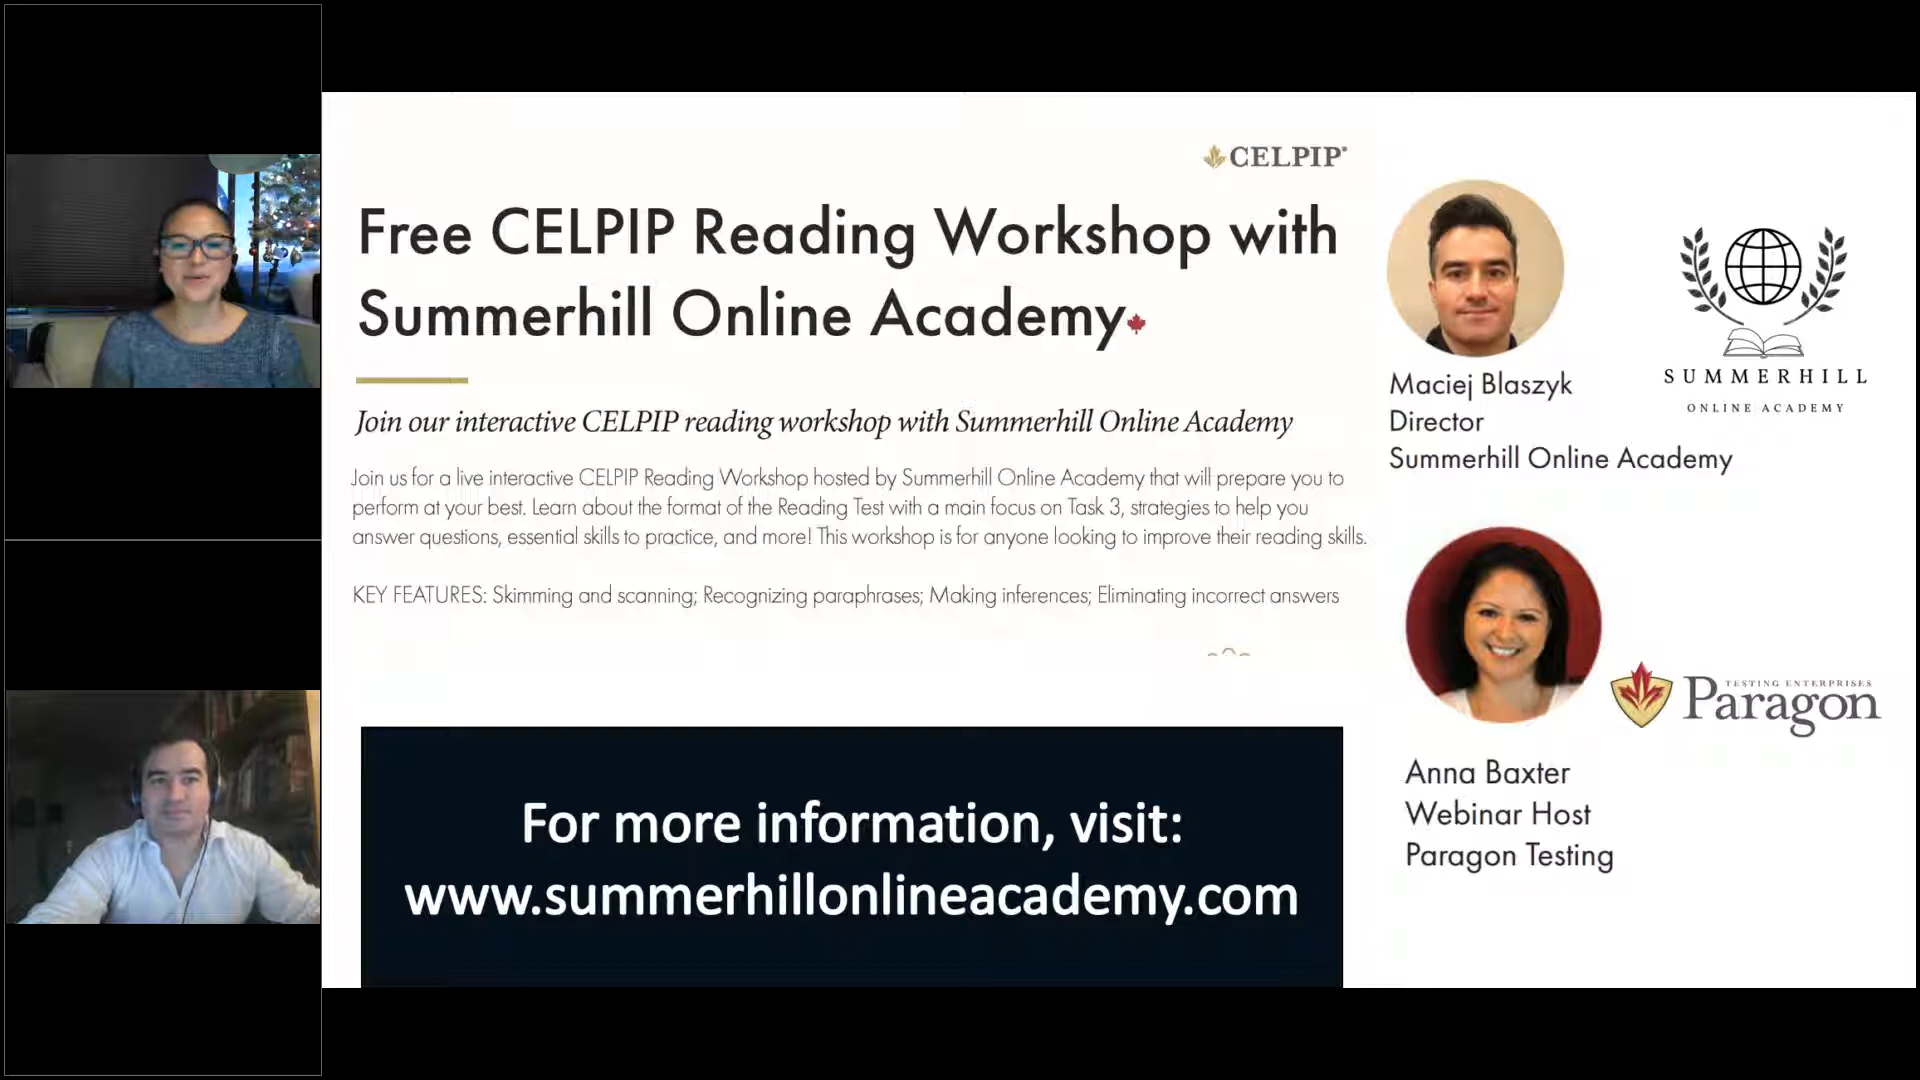 CELPIP®
Free CELPIP Reading Workshop with
Summerhill Online Academy
Join our interactive CELPIP reading workshop with Summerhill Online Academy
Join us for a live interactive CELPIP Reading Workshop hosted by Summerhill Online Academy that will prepare you to
perform at your best. Learn about the format of the Reading Test with a main focus on Task 3, strategies to help you
answer questions, essential skills to practice, and more! This workshop is for anyone looking to improve their reading skills.
KEY FEATURES: Skimming and scanning; Recognizing paraphrases; Making inferences; Eliminating incorrect answers
For more information, visit:
www.summerhillonlineacademy.com
Maciej Blaszyk
Director
Summerhill Online Academy
SUMMERHILL
ONLINE ACADEMY
TESTING ENTERPRISES
Paragon
Anna Baxter
Webinar Host
Paragon Testing